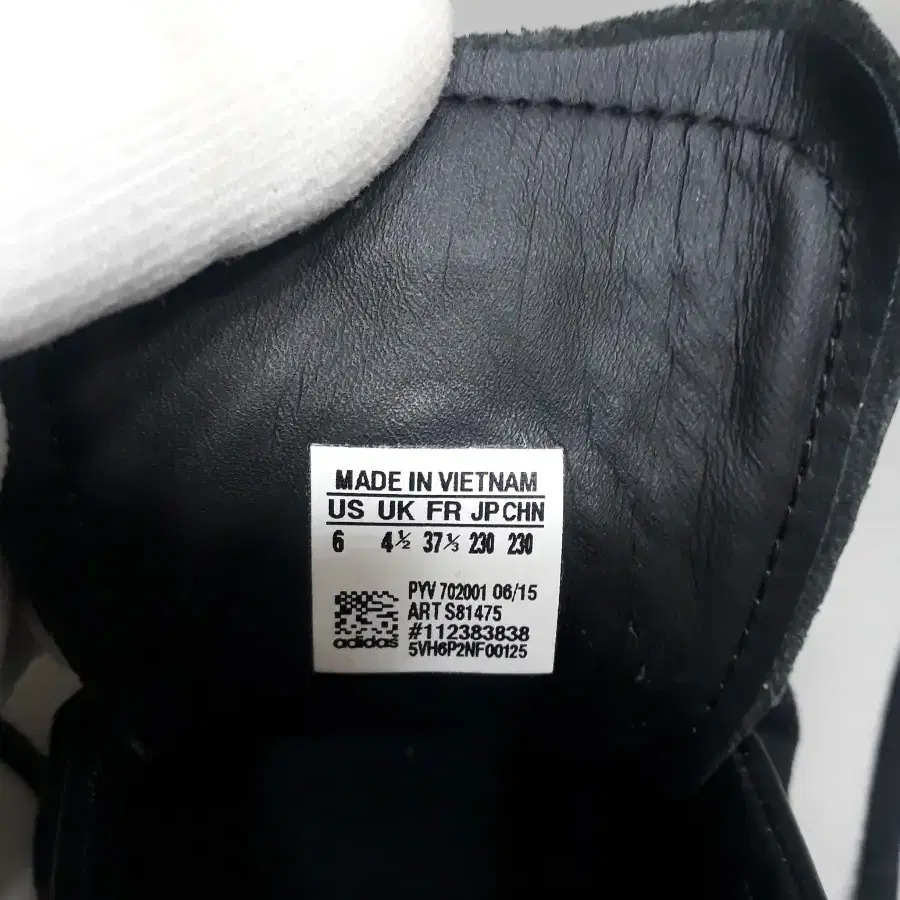 MADE IN VIETNAM
US UK FR JP CHN
6 4½ 37⅓ 230 230
PYV 702001 06/15
ART S81475
#112383838
adidas 5VH6P2NF00125